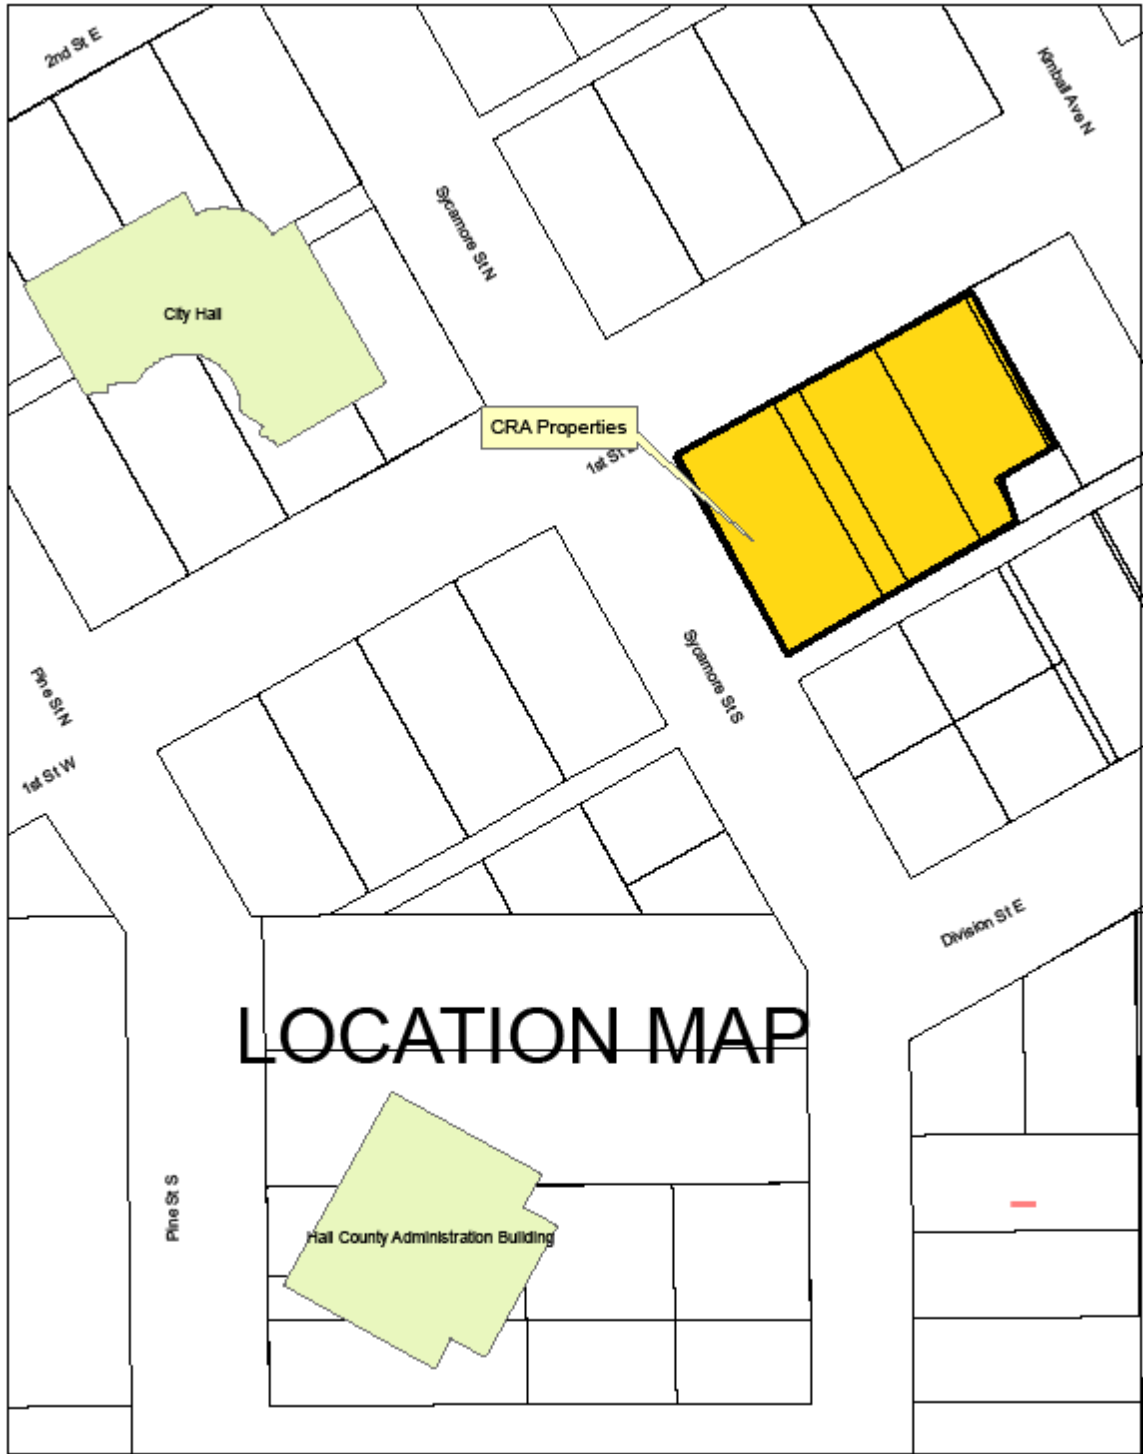 2nd St E
Kimball Ave N
Sycamore St N
City Hall
CRA Properties
1st St
Sycamore St S
Pine St N
1st St W
Division St E
LOCATION MAP
Pine St S
Hall County Administration Building